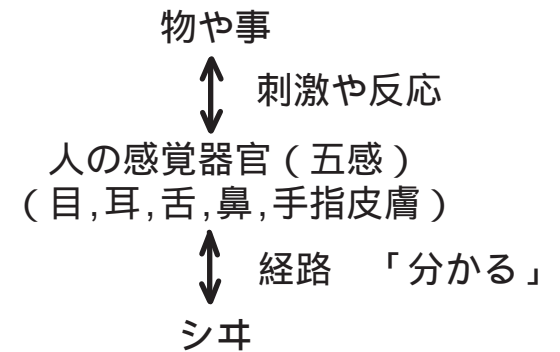 物や事
刺激や反応
人の感覚器官(五感)
(目,耳,舌,鼻,手指皮膚)
経路 「分かる」
シヰ